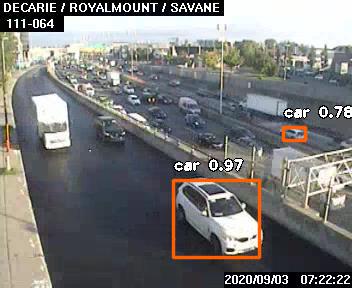 DECARIE / ROYALMOUNT / SAVANE
111-064
car 0.78
car 0.97
2020/09/03 07:22:22